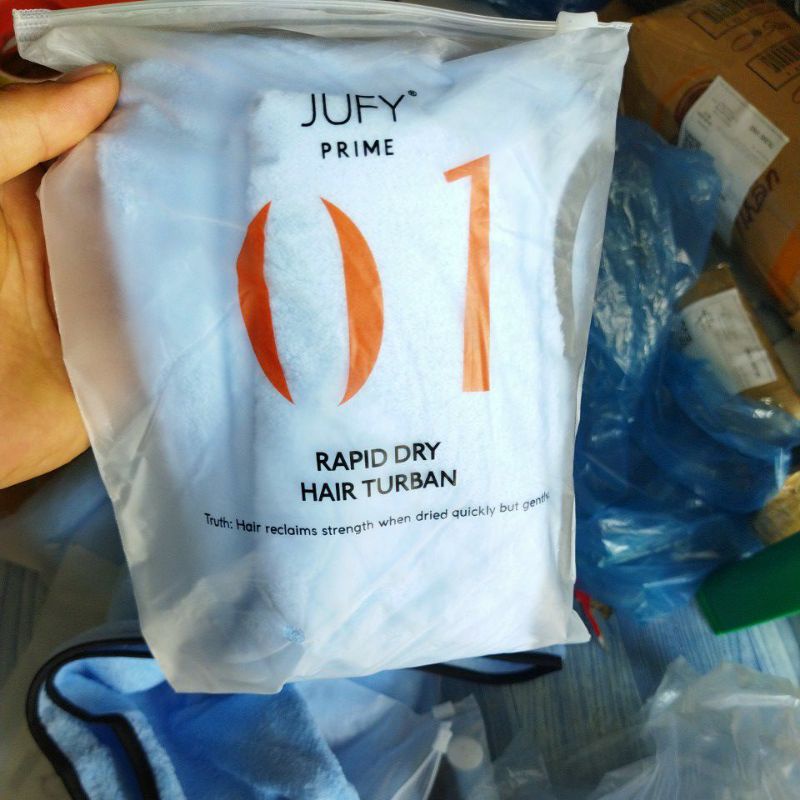 JUFY®
PRIME
01
RAPID DRY
HAIR TURBAN
Truth: Hair reclaims strength when dried quickly but gently